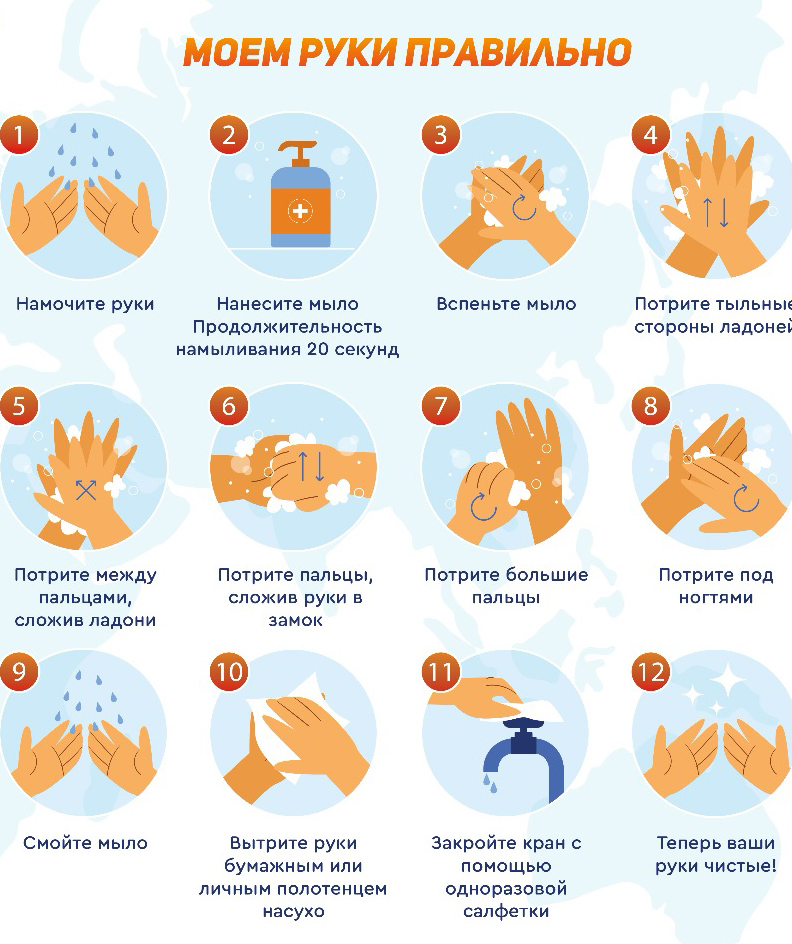 МОЕМ РУКИ ПРАВИЛЬНО
1
Намочите руки
2
Нанесите мыло
Продолжительность
намыливания 20 секунд
3
Вспеньте мыло
4
Потрите тыльные
стороны ладоней
5
Потрите между
пальцами,
сложив ладони
6
Потрите пальцы,
сложив руки в
замок
7
Потрите большие
пальцы
8
Потрите под
ногтями
9
Смойте мыло
10
Вытрите руки
бумажным или
личным полотенцем
насухо
11
Закройте кран с
помощью
одноразовой
салфетки
12
Теперь ваши
руки чистые!